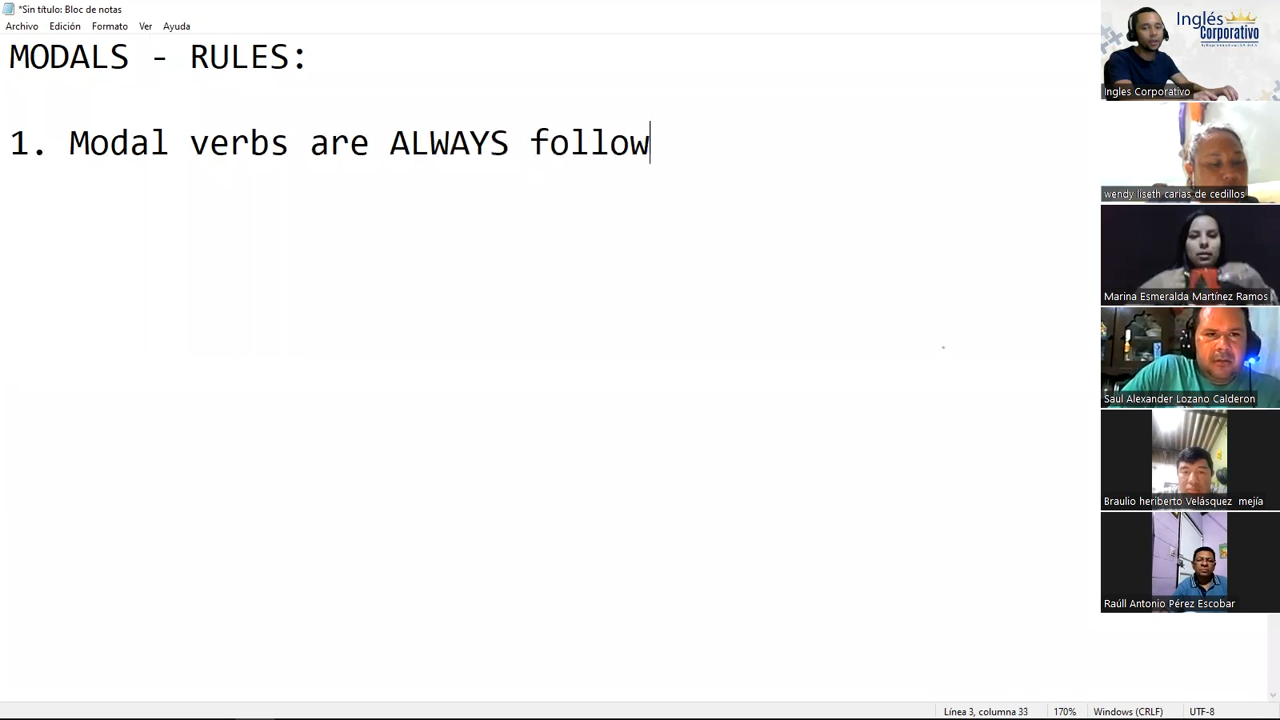 *Sin título: Bloc de notas
Archivo Edición Formato Ver Ayuda
MODALS - RULES:
1. Modal verbs are ALWAYS follow
Inglés
Corporativo
Ingles Corporativo
wendy liseth carias de cedillos
Marina Esmeralda Martínez Ramos
Saul Alexander Lozano Calderon
Braulio heriberto Velásquez mejía
Raúll Antonio Pérez Escobar
Línea 3, columna 33 170% Windows (CRLF) UTF-8